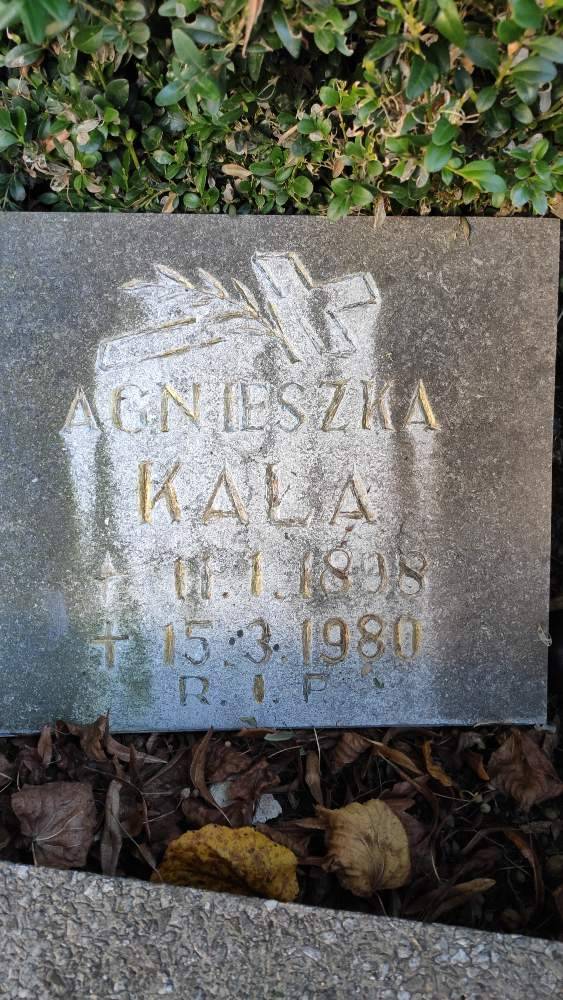 AGNIESZKA
KAŁA
11.1.1898
+ 15.3.1980
R.I.P